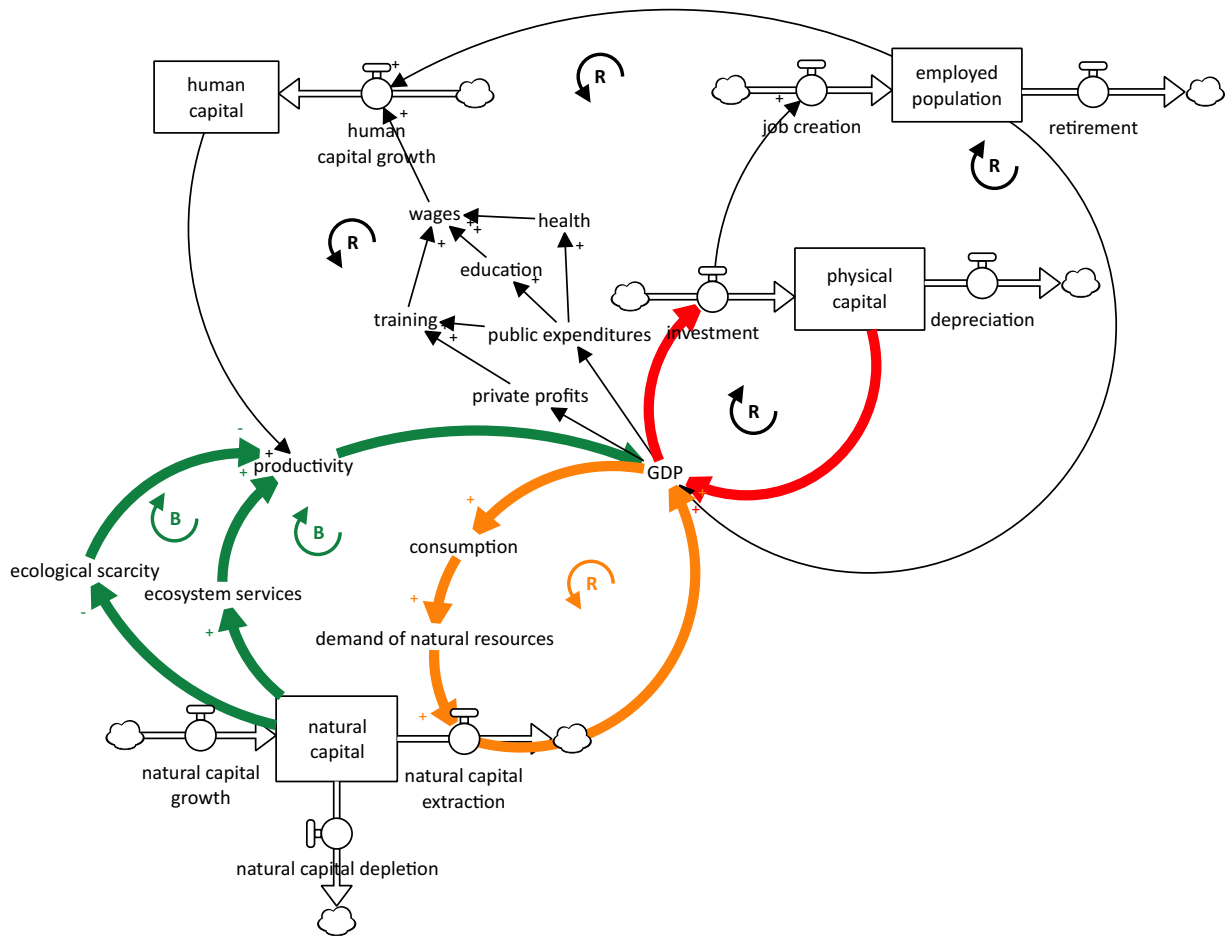 R
employed
population
human
capital
+
+
+
job creation
retirement
human
capital growth
R
wages
health
+
+
+
+
R
education
+
physical
capital
training
public expenditures
investment
depreciation
+
+
private profits
R
-
+
productivity
+
GDP
+
+
+
B
B
consumption
ecological scarcity
R
ecosystem services
+
-
+
demand of natural resources
+
natural
capital
natural capital
growth
natural capital
extraction
natural capital depletion